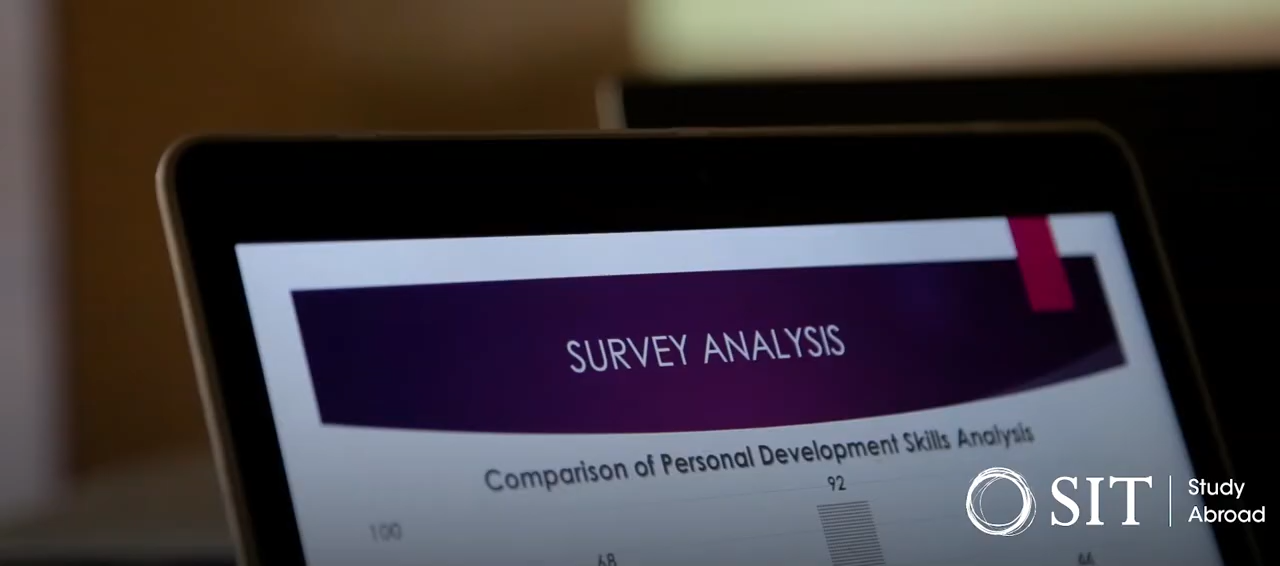 SURVEY ANALYSIS
Comparison of Personal Development Skills Analysis
92
100
68
SIT
Study
Abroad